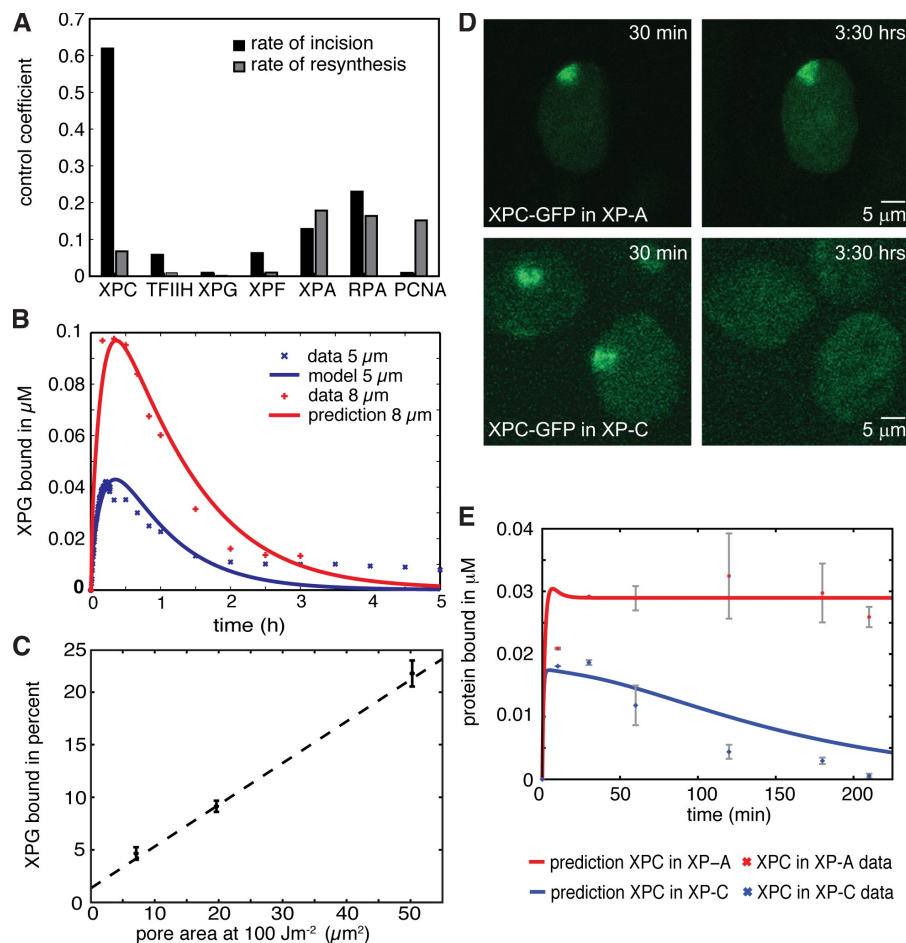 A
0.7
0.6
0.5
0.4
0.3
0.2
0.1
0
control coefficient
rate of incision
rate of resynthesis
XPC TFIIH XPG XPF XPA RPA PCNA
B
0.1
0.08
0.06
0.04
0.02
0
XPG bound in μM
data 5 μm
model 5 μm
data 8 μm
prediction 8 μm
0 1 2 3 4 5
time (h)
C
25
20
15
10
5
0
XPG bound in percent
0 10 20 30 40 50
pore area at 100 Jm⁻² (μm²)
D
30 min
XPC-GFP in XP-A
3:30 hrs
5 μm
30 min
XPC-GFP in XP-C
3:30 hrs
5 μm
E
0.04
0.03
0.02
0.01
0
protein bound in μM
0 50 100 150 200
time (min)
prediction XPC in XP–A
XPC in XP-A data
prediction XPC in XP-C
XPC in XP-C data